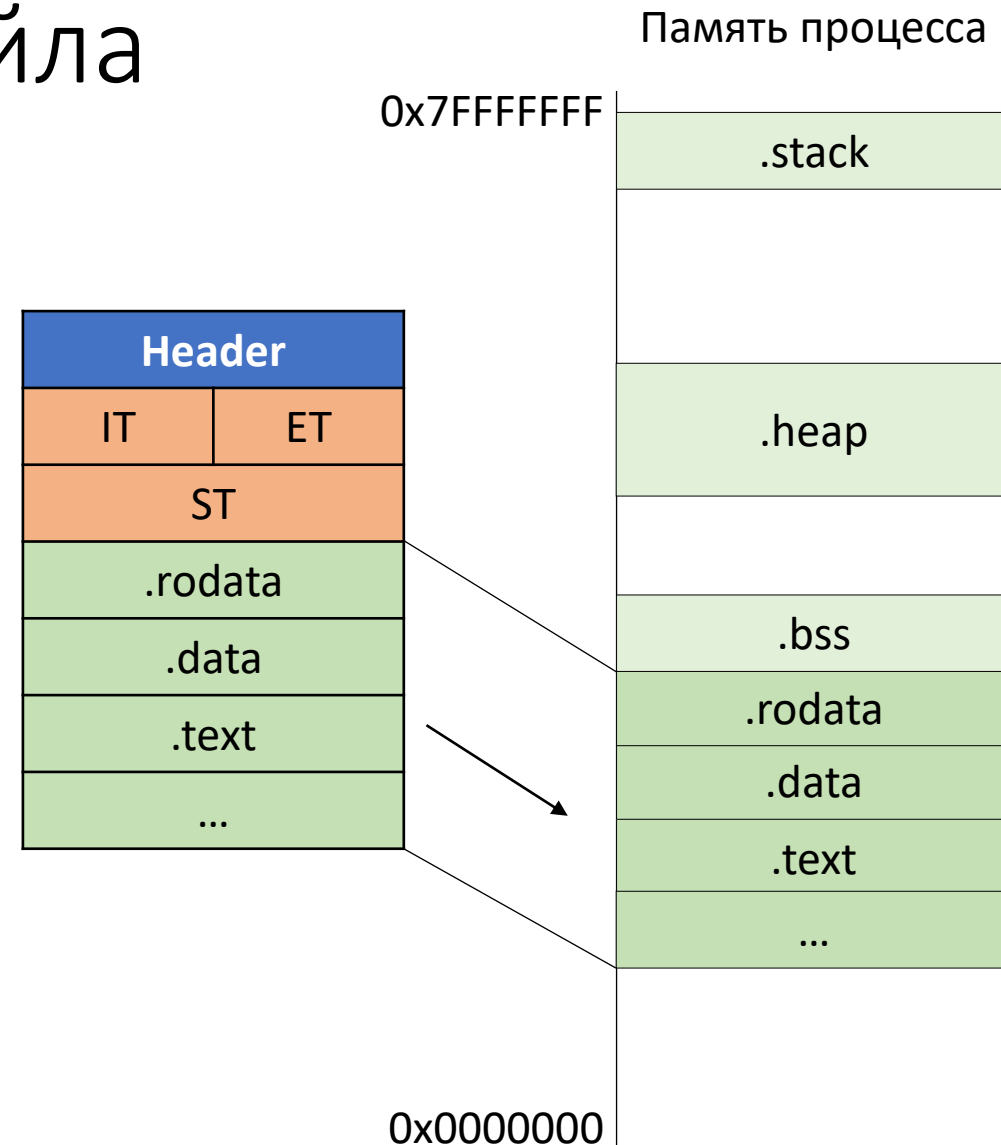 йла
Память процесса
0x7FFFFFFF
.stack
Header
IT ET
ST
.rodata
.data
.text
...
.heap
.bss
.rodata
.data
.text
...
0x0000000